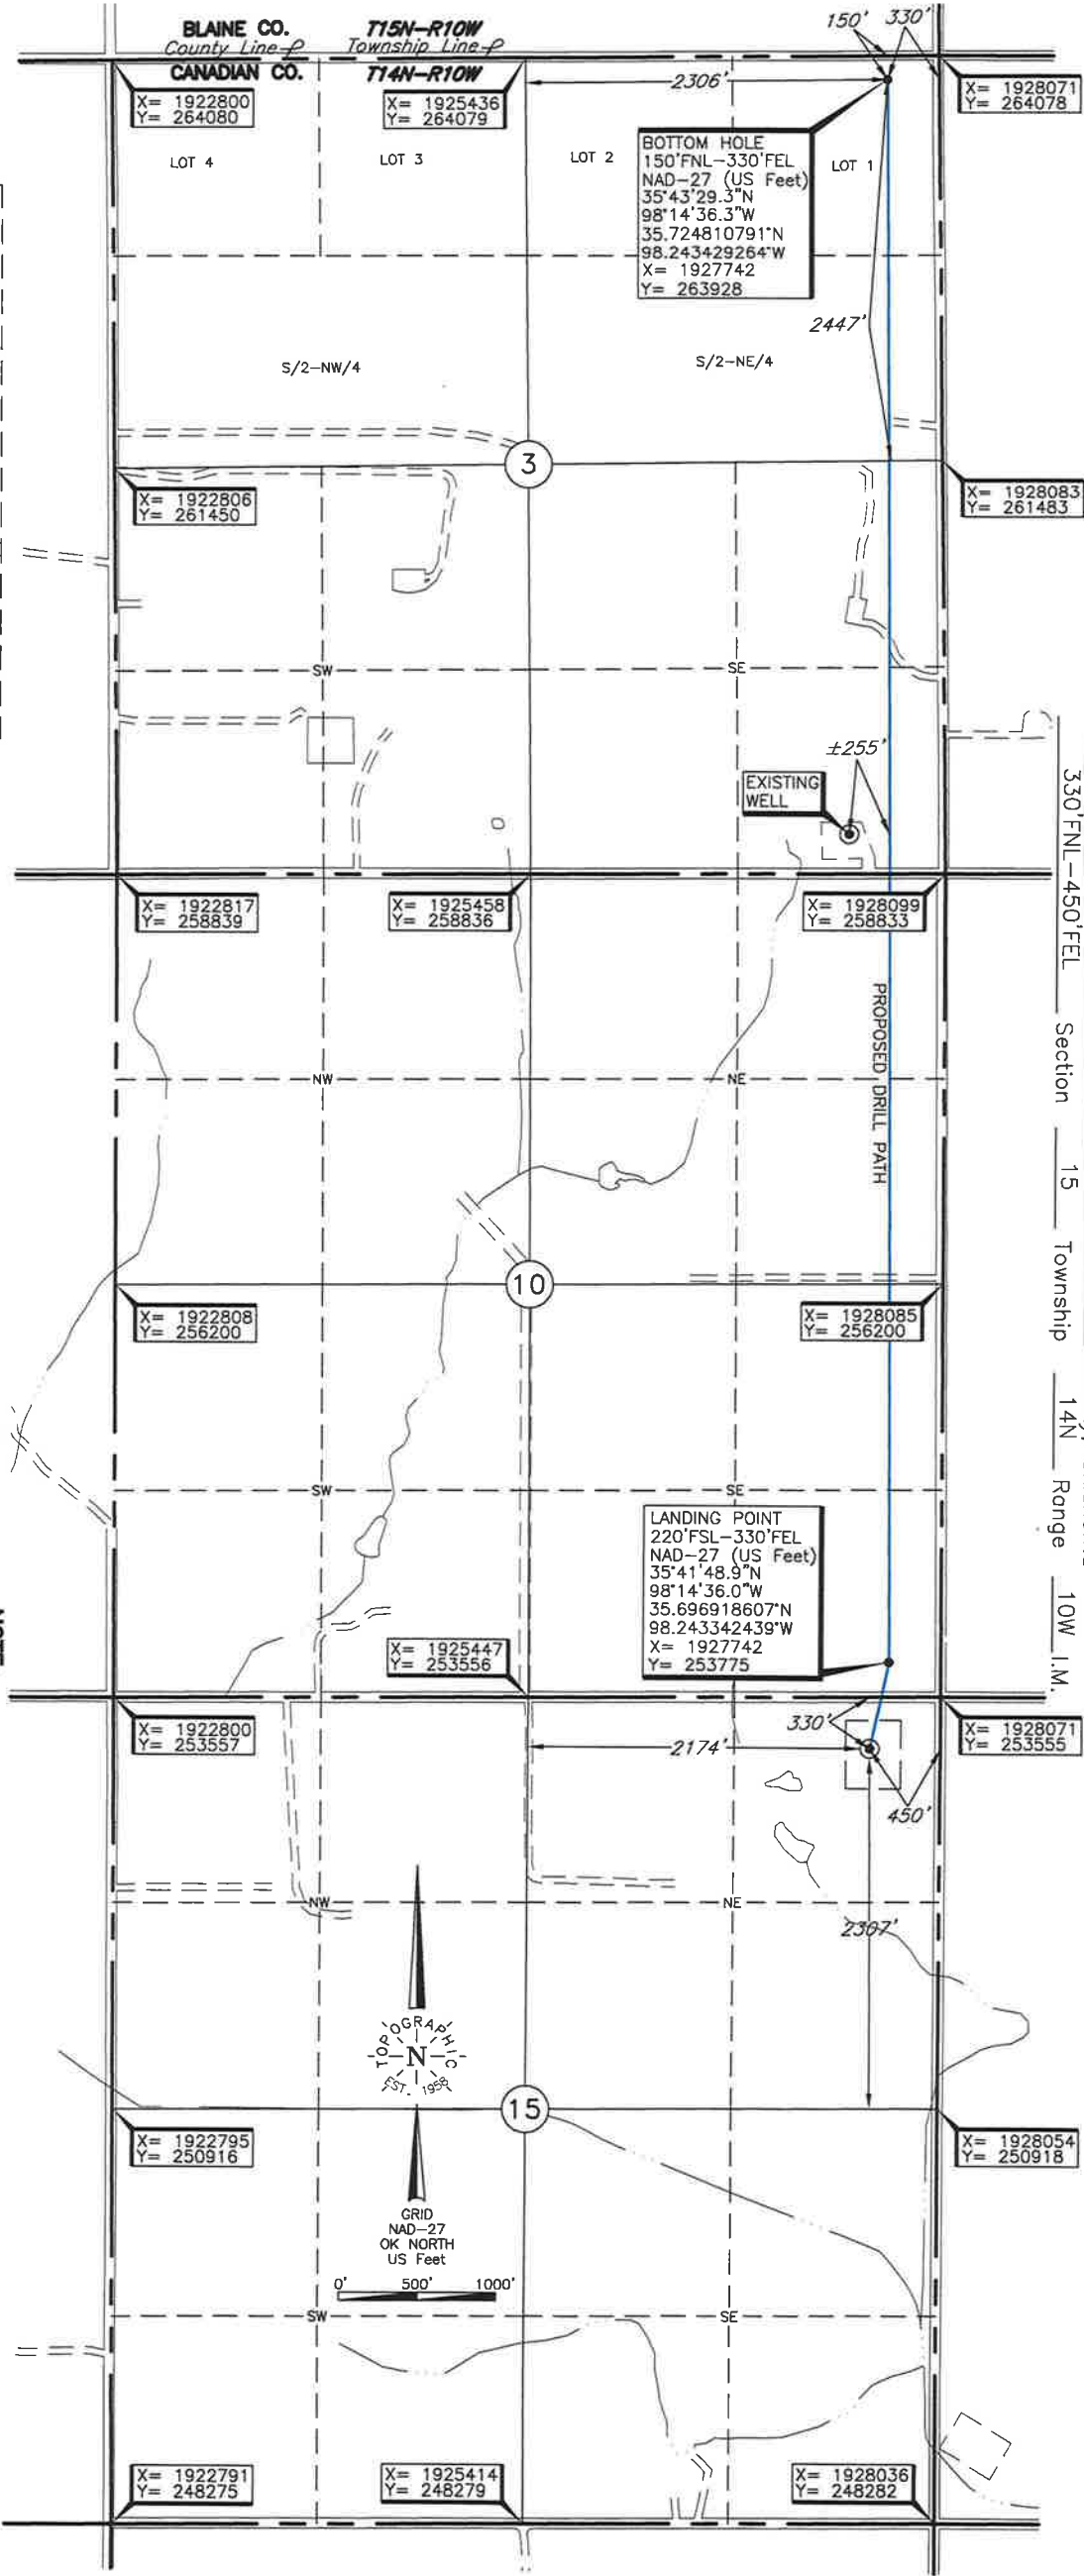 BLAINE CO.
County Line
CANADIAN CO.
T15N-R10W
Township Line
T14N-R10W
150'
330'
2306'
X= 1922800
Y= 264080
X= 1925436
Y= 264079
X= 1928071
Y= 264078
LOT 4
LOT 3
LOT 2
LOT 1
BOTTOM HOLE
150'FNL-330'FEL
NAD-27 (US Feet)
35°43'29.3"N
98°14'36.3"W
35.724810791°N
98.243429264°W
X= 1927742
Y= 263928
2447'
S/2-NW/4
S/2-NE/4
3
X= 1922806
Y= 261450
X= 1928083
Y= 261483
SW
SE
±255'
EXISTING
WELL
X= 1922817
Y= 258839
X= 1925458
Y= 258836
X= 1928099
Y= 258833
330'FNL-450'FEL Section 15 Township 14N Range 10W I.M.
PROPOSED DRILL PATH
NW
NE
10
X= 1922808
Y= 256200
X= 1928085
Y= 256200
SW
SE
LANDING POINT
220'FSL-330'FEL
NAD-27 (US Feet)
35°41'48.9"N
98°14'36.0"W
35.696918607°N
98.243342439°W
X= 1927742
Y= 253775
X= 1925447
Y= 253556
X= 1922800
Y= 253557
330'
2174'
X= 1928071
Y= 253555
450'
NW
NE
2307'
TOPOGRAPHIC
N
EST. 1958
15
X= 1922795
Y= 250916
X= 1928054
Y= 250918
GRID
NAD-27
OK NORTH
US Feet
0' 500' 1000'
SW
SE
X= 1922791
Y= 248275
X= 1925414
Y= 248279
X= 1928036
Y= 248282